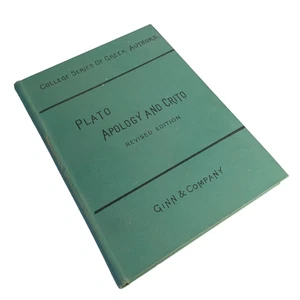 COLLEGE SERIES OF GREEK AUTHORS
PLATO
APOLOGY AND CRITO
REVISED EDITION
GINN & COMPANY